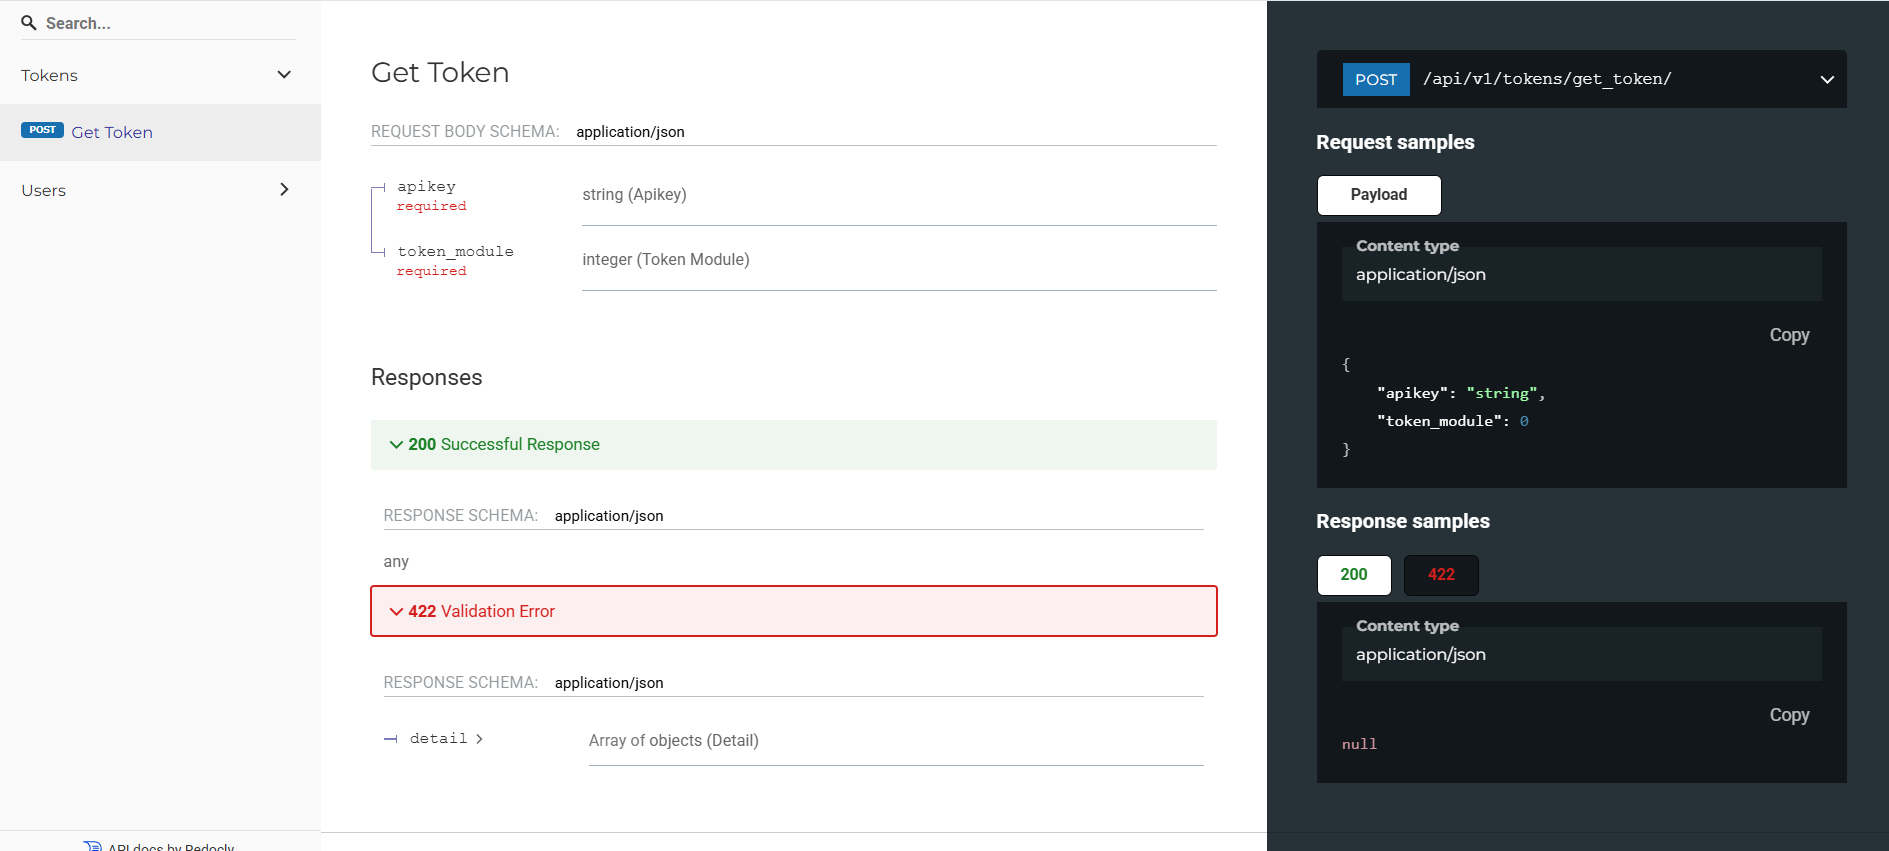 Search...
Tokens
POST Get Token
Users
API docs by Redocly
Get Token
REQUEST BODY SCHEMA: application/json
apikey
required
string (Apikey)
token_module
required
integer (Token Module)
Responses
200 Successful Response
RESPONSE SCHEMA: application/json
any
422 Validation Error
RESPONSE SCHEMA: application/json
detail
Array of objects (Detail)
POST /api/v1/tokens/get_token/
Request samples
Payload
Content type
application/json
Copy
{
"apikey": "string",
"token_module": 0
}
Response samples
200 422
Content type
application/json
Copy
null